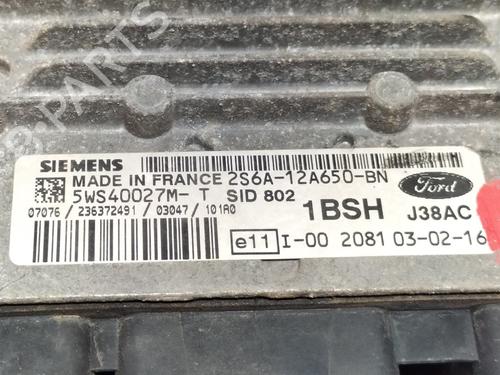 SIEMENS
MADE IN FRANCE 2S6A-12A650-BN
5WS40027M- T SID 802
07076 / 236372491 / 03047 / 101A0
1BSH J38AC
Ford
e11 I-00 2081 03-02-16
PARTS